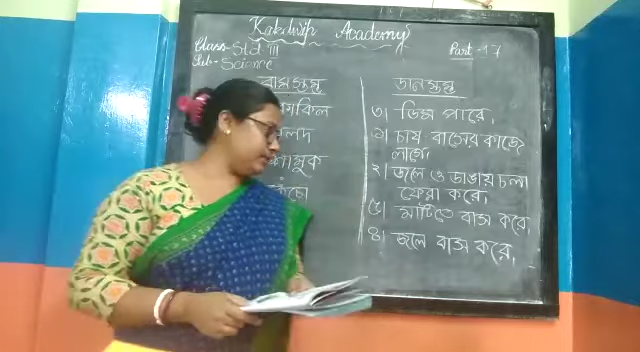 Kakdwip Academy
Class-Std III
Part-17
Sub-Science
বামস্তম্ভ
ডানস্তম্ভ
৩| ডিম পারে,
চাষ বাসের কাজে
লাগে,
২| জলে ও ডাঙায় চলা
ফেরা করে,
৫| মাটিতে বাস করে,
৪| জলে বাস করে,